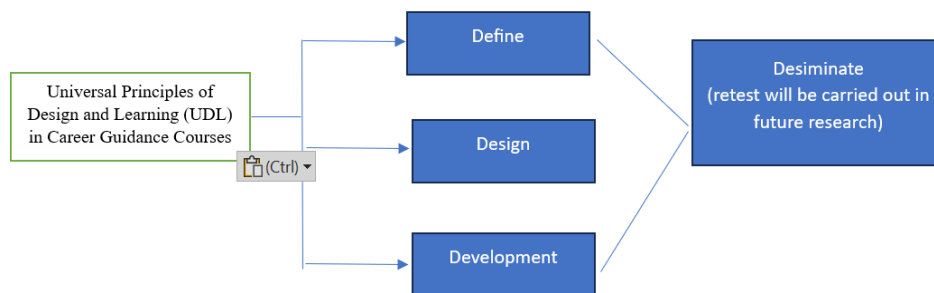 Universal Principles of
Design and Learning (UDL)
in Career Guidance Courses
(Ctrl)
Define
Design
Development
Desiminate
(retest will be carried out in
future research)